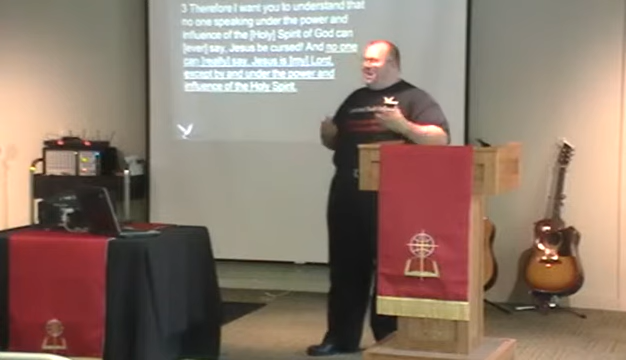 3 Therefore I want you to understand that
no one speaking under the power and
influence of the [Holy] Spirit of God can
[ever] say, Jesus be cursed! And no one
can [really] say, Jesus is [my] Lord,
except by and under the power and
influence of the Holy Spirit.